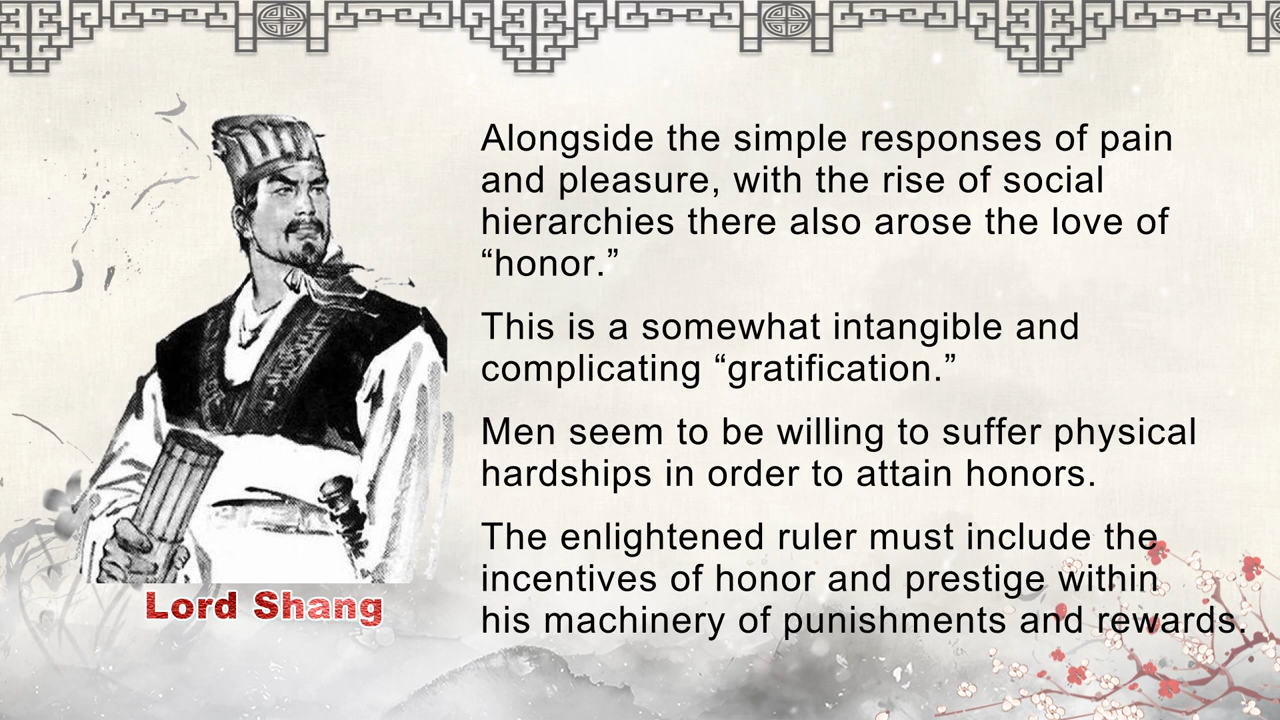 Alongside the simple responses of pain
and pleasure, with the rise of social
hierarchies there also arose the love of
“honor.”
This is a somewhat intangible and
complicating “gratification.”
Men seem to be willing to suffer physical
hardships in order to attain honors.
The enlightened ruler must include the
incentives of honor and prestige within
his machinery of punishments and rewards.
Lord Shang